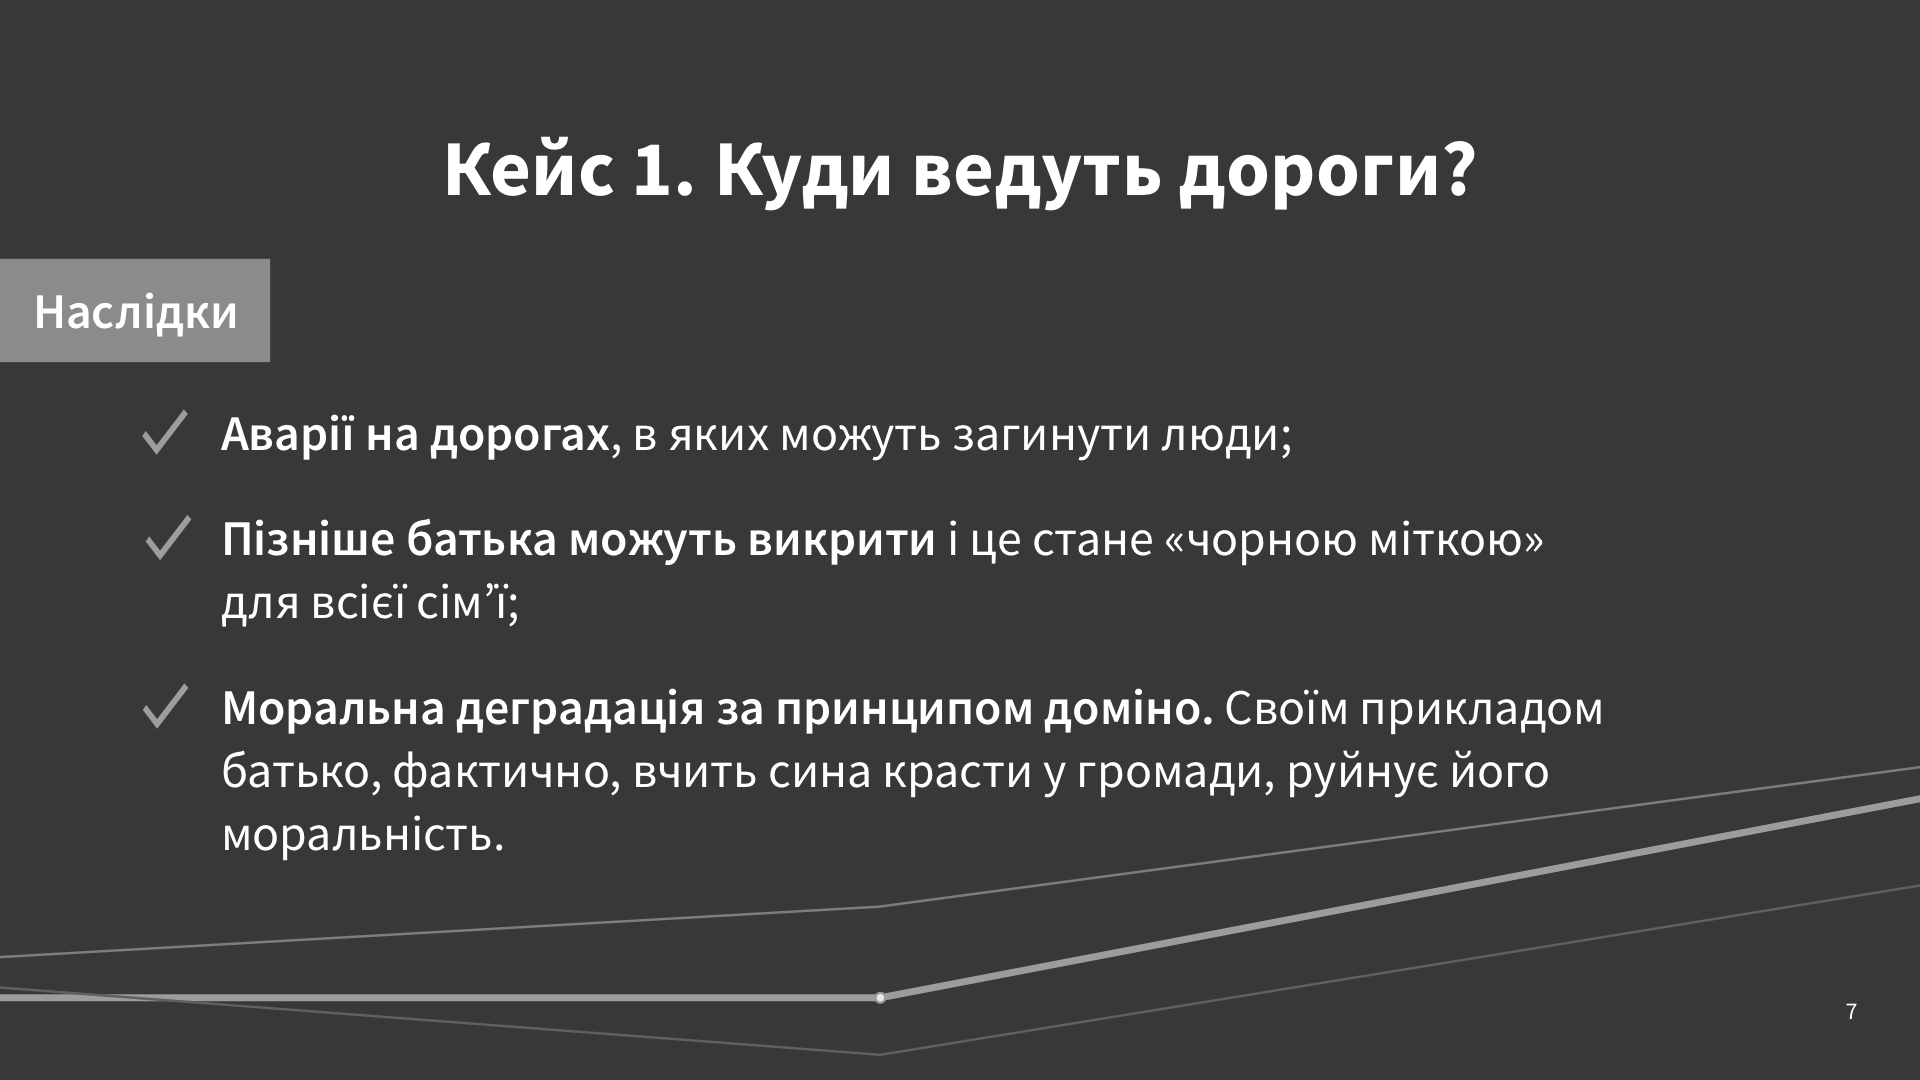 Кейс 1. Куди ведуть дороги?
Наслідки
Аварії на дорогах, в яких можуть загинути люди;
Пізніше батька можуть викрити і це стане «чорною міткою»
для всієї сім’ї;
Моральна деградація за принципом доміно. Своїм прикладом
батько, фактично, вчить сина красти у громади, руйнує його
моральність.
7